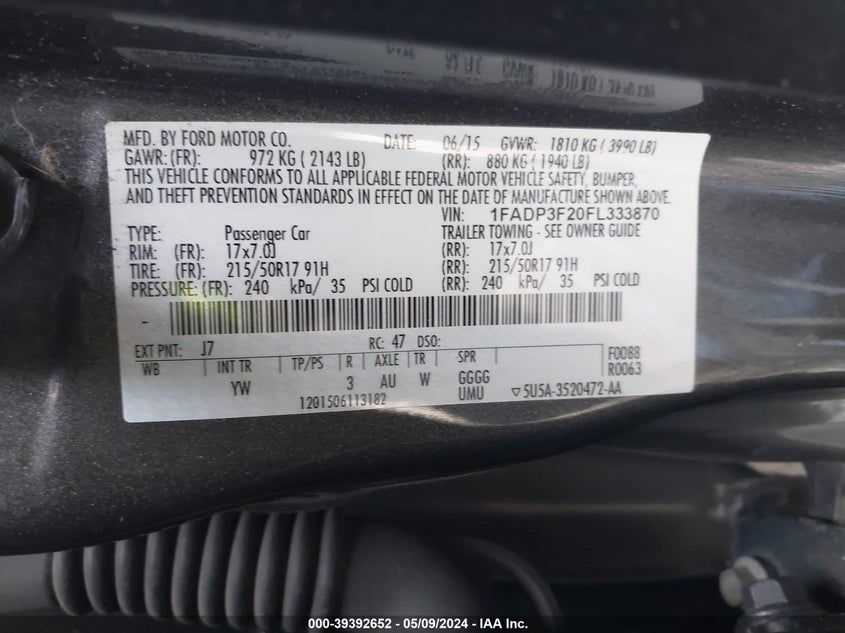 MFD. BY FORD MOTOR CO. DATE: 06/15 GVWR: 1810 KG ( 3990 LB)
GAWR: (FR): 972 KG ( 2143 LB) (RR): 880 KG ( 1940 LB)
THIS VEHICLE CONFORMS TO ALL APPLICABLE FEDERAL MOTOR VEHICLE SAFETY, BUMPER,
AND THEFT PREVENTION STANDARDS IN EFFECT ON THE DATE OF MANUFACTURE SHOWN ABOVE.
VIN: 1FADP3F20FL333870
TYPE: Passenger Car TRAILER TOWING - SEE OWNER GUIDE
RIM: (FR): 17x7.0J (RR): 17x7.0J
TIRE: (FR): 215/50R17 91H (RR): 215/50R17 91H
PRESSURE: (FR): 240 kPa/ 35 PSI COLD (RR): 240 kPa/ 35 PSI COLD
EXT PNT: J7 RC: 47 DSO:
WB INT TR TP/PS R AXLE TR SPR F0088
YW 3 AU W GGGG R0063
1201506113182 UMU ▽5U5A-3520472-AA
000-39392652 — 05/09/2024 — IAA Inc.